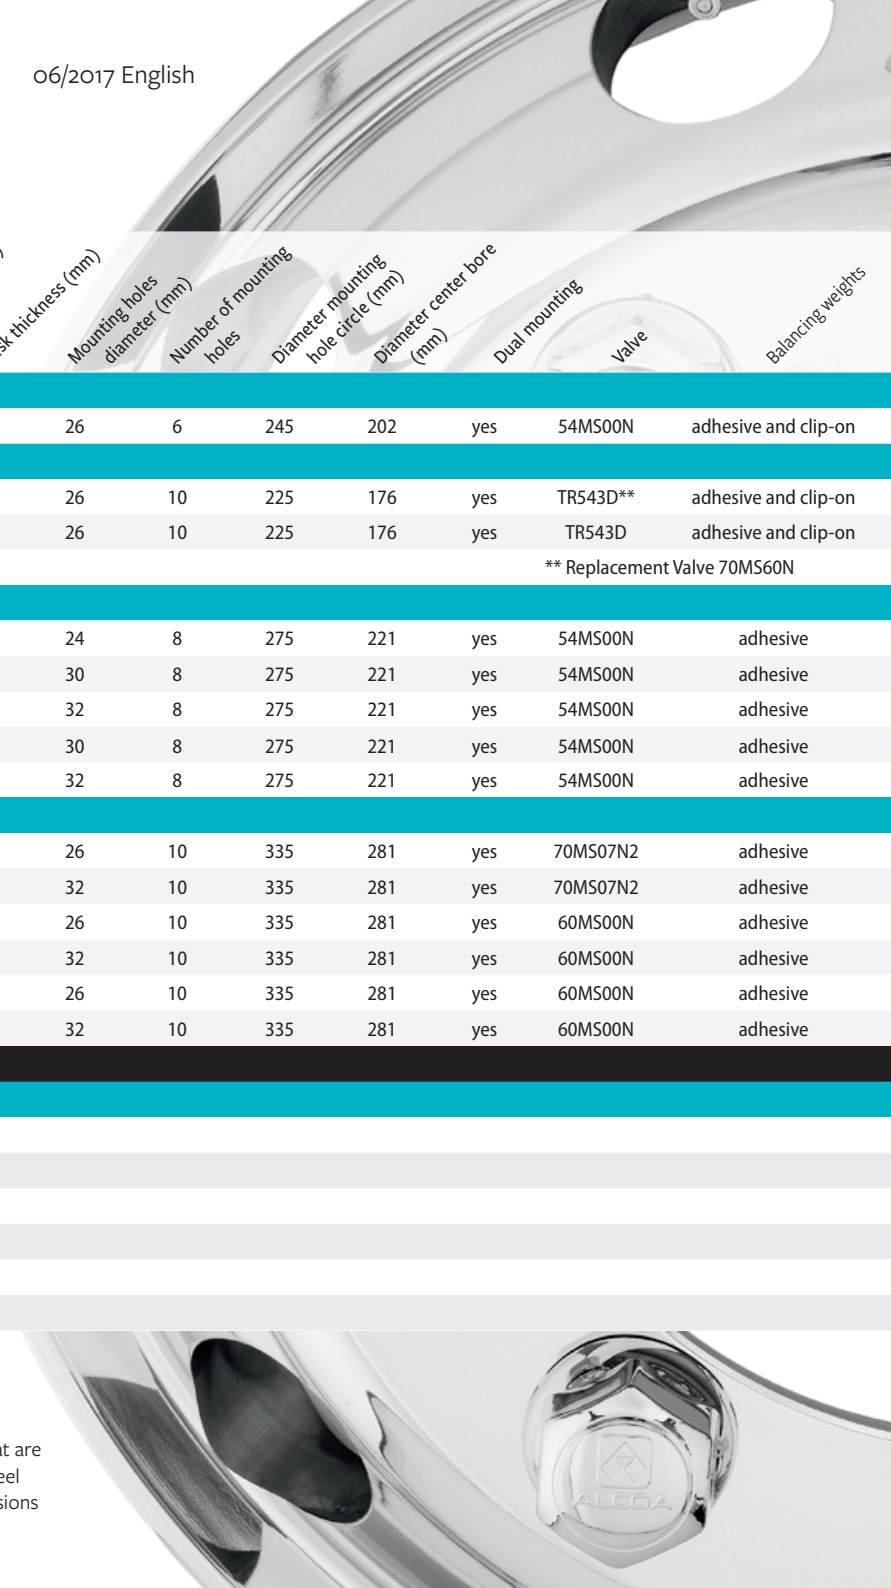 06/2017 English
)
sk thickness (mm)
Mounting holes
diameter (mm)
Number of mounting
holes
Diameter mounting
hole circle (mm)
Diameter center bore
(mm)
Dual mounting
Valve
Balancing weights
26 6 245 202 yes 54MS00N adhesive and clip-on
26 10 225 176 yes TR543D** adhesive and clip-on
26 10 225 176 yes TR543D adhesive and clip-on
** Replacement Valve 70MS60N
24 8 275 221 yes 54MS00N adhesive
30 8 275 221 yes 54MS00N adhesive
32 8 275 221 yes 54MS00N adhesive
30 8 275 221 yes 54MS00N adhesive
32 8 275 221 yes 54MS00N adhesive
26 10 335 281 yes 70MS07N2 adhesive
32 10 335 281 yes 70MS07N2 adhesive
26 10 335 281 yes 60MS00N adhesive
32 10 335 281 yes 60MS00N adhesive
26 10 335 281 yes 60MS00N adhesive
32 10 335 281 yes 60MS00N adhesive
at are
eel
sions
ALCOA